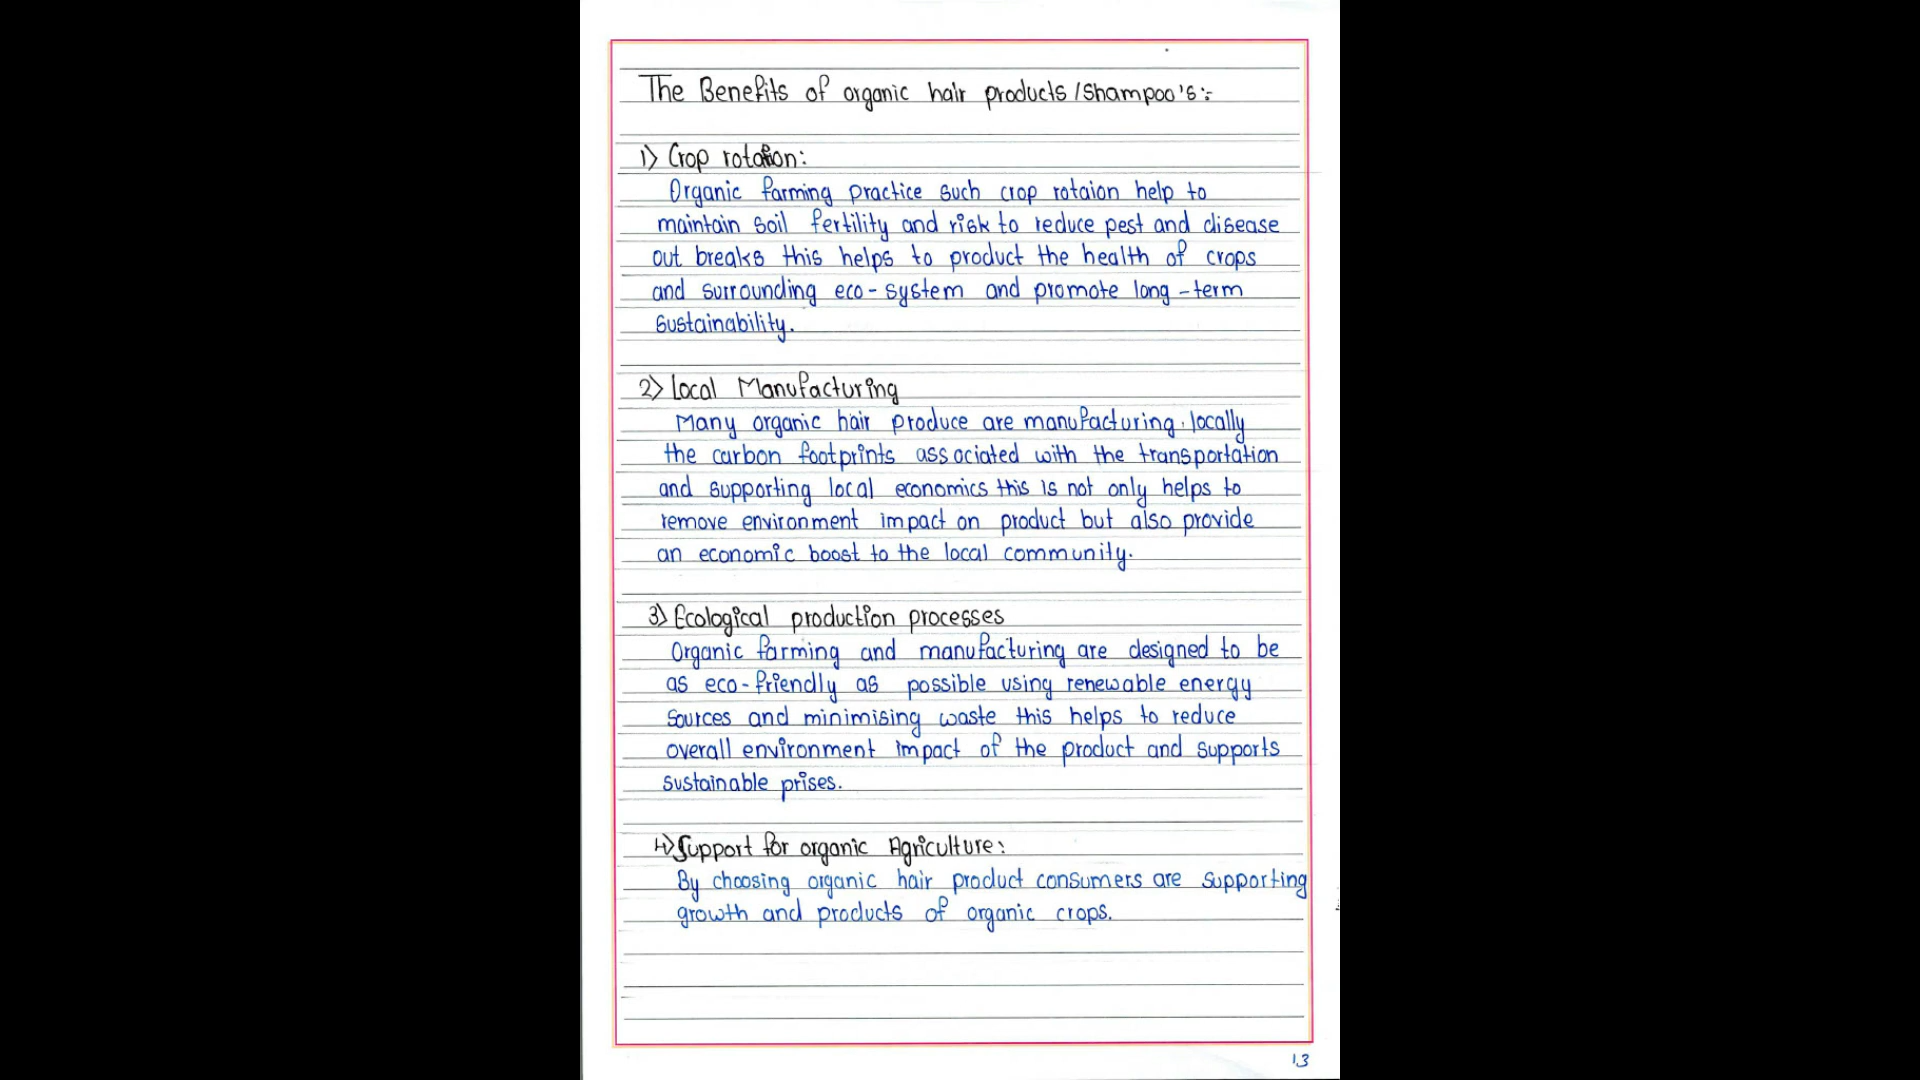 The Benefits of organic hair products/Shampoo's:-
1) Crop rotation:
Organic farming practice such crop rotaion help to
maintain soil fertility and risk to reduce pest and disease
out breaks this helps to product the health of crops
and surrounding eco-system and promote long-term
sustainability.
2) Local Manufacturing
Many organic hair produce are manufacturing. locally
the carbon footprints associated with the transportation
and supporting local economics this is not only helps to
remove environment impact on product but also provide
an economic boost to the local community.
3) Ecological production processes
Organic farming and manufacturing are designed to be
as eco-friendly as possible using renewable energy
sources and minimising waste this helps to reduce
overall environment impact of the product and supports
sustainable prises.
4) Support for organic Agriculture:
By choosing organic hair product consumers are supporting
growth and products of organic crops.
13